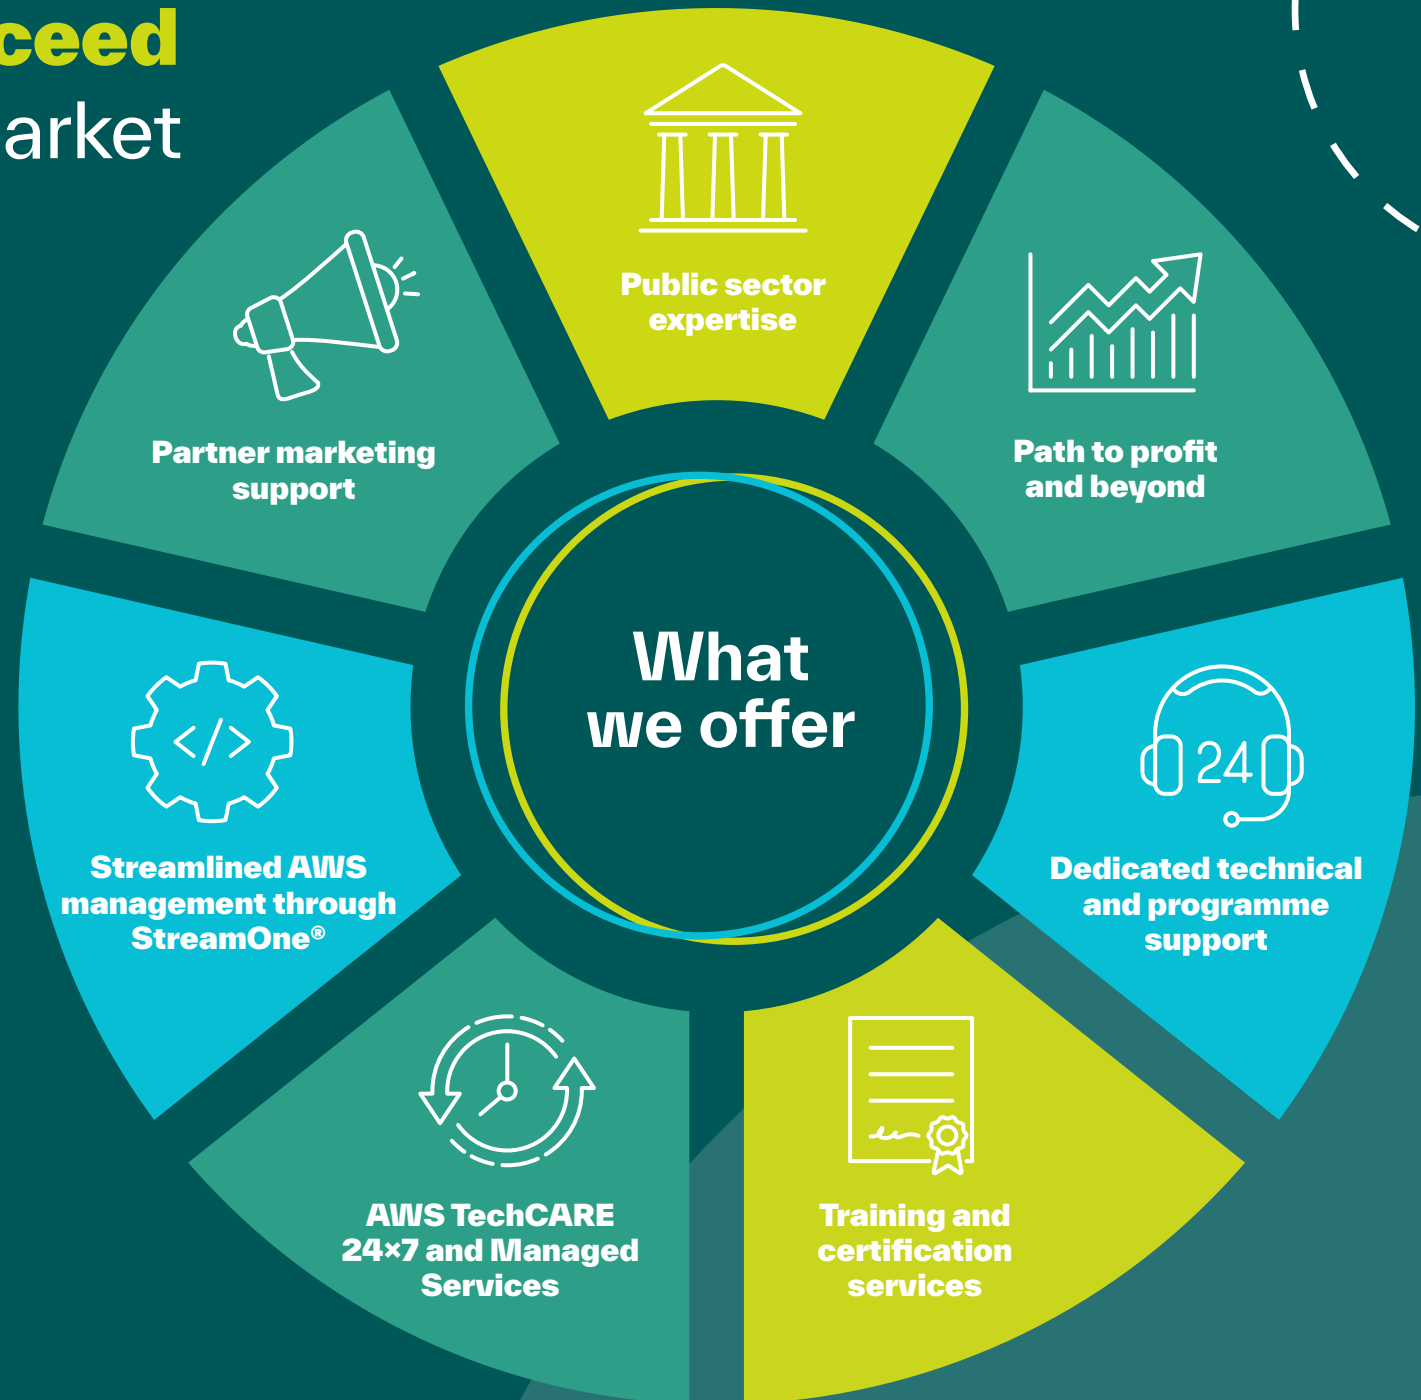 ceed
arket
Public sector
expertise
Path to profit
and beyond
Dedicated technical
and programme
support
24
Training and
certification
services
AWS TechCARE
24×7 and Managed
Services
Streamlined AWS
management through
StreamOne®
</>
Partner marketing
support
What
we offer